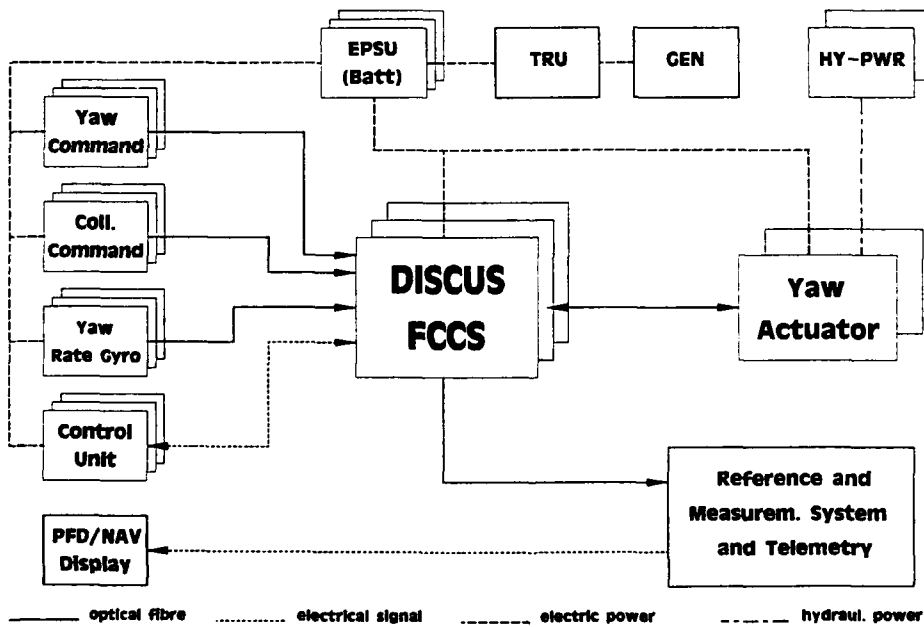 EPSU
(Batt)
TRU
GEN
HY-PWR
Yaw
Command
Coll.
Command
Yaw
Rate Gyro
Control
Unit
DISCUS
FCCS
Yaw
Actuator
Reference and
Measurem. System
and Telemetry
PFD/NAV
Display
optical fibre
electrical signal
electric power
hydraul. power